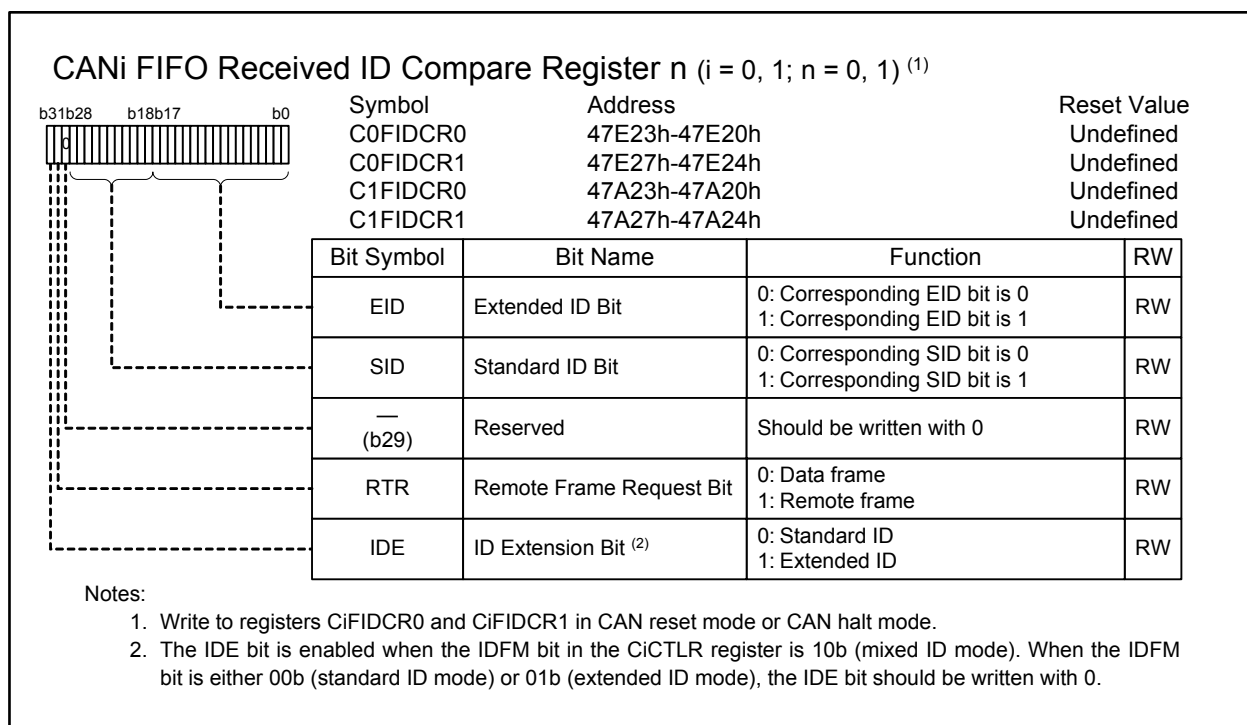 CANi FIFO Received ID Compare Register n (i = 0, 1; n = 0, 1) (1)
b31b28 b18b17 b0
0
Symbol Address Reset Value
C0FIDCR0 47E23h-47E20h Undefined
C0FIDCR1 47E27h-47E24h Undefined
C1FIDCR0 47A23h-47A20h Undefined
C1FIDCR1 47A27h-47A24h Undefined
Bit Symbol Bit Name Function RW
EID Extended ID Bit 0: Corresponding EID bit is 0
1: Corresponding EID bit is 1 RW
SID Standard ID Bit 0: Corresponding SID bit is 0
1: Corresponding SID bit is 1 RW
—
(b29) Reserved Should be written with 0 RW
RTR Remote Frame Request Bit 0: Data frame
1: Remote frame RW
IDE ID Extension Bit (2) 0: Standard ID
1: Extended ID RW
Notes:
1. Write to registers CiFIDCR0 and CiFIDCR1 in CAN reset mode or CAN halt mode.
2. The IDE bit is enabled when the IDFM bit in the CiCTLR register is 10b (mixed ID mode). When the IDFM
bit is either 00b (standard ID mode) or 01b (extended ID mode), the IDE bit should be written with 0.